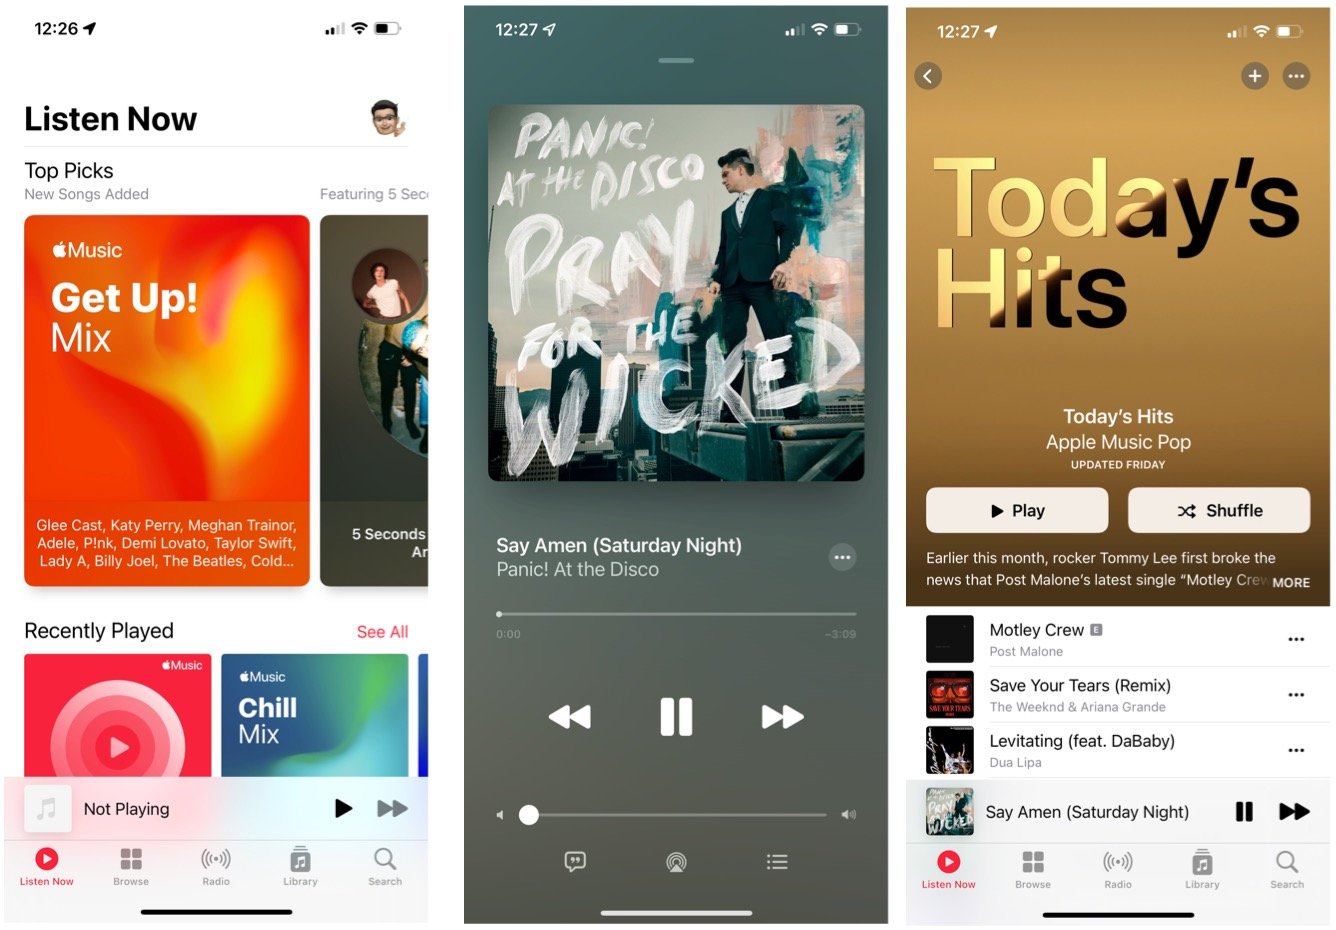 12:26
Listen Now
Top Picks
New Songs Added
Featuring 5 Sec
Music
Get Up!
Mix
Glee Cast, Katy Perry, Meghan Trainor,
Adele, P!nk, Demi Lovato, Taylor Swift,
Lady A, Billy Joel, The Beatles, Cold...
5 Seconds
Ar
Recently Played
See All
Music
Music
Chill
Mix
Not Playing
Listen Now
Browse
Radio
Library
Search
12:27
PANIC!
AT THE DISCO
PRAY
FOR THE
WICKED
Say Amen (Saturday Night)
Panic! At the Disco
0:00
-3:09
12:27
Today's
Hits
Today's Hits
Apple Music Pop
UPDATED FRIDAY
Play
Shuffle
Earlier this month, rocker Tommy Lee first broke the
news that Post Malone's latest single “Motley Crew
MORE
Motley Crew E
Post Malone
SAVE YOUR TEARS
Save Your Tears (Remix)
The Weeknd & Ariana Grande
Levitating (feat. DaBaby)
Dua Lipa
PRAY
WICKED
Say Amen (Saturday Night)
Listen Now
Browse
Radio
Library
Search